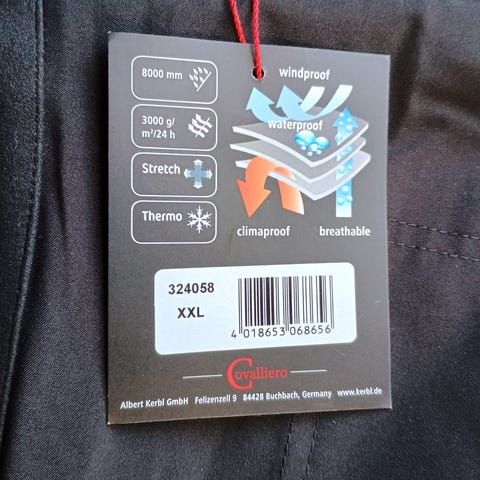 8000 mm
3000 g/
m²/24 h
Stretch
Thermo
windproof
waterproof
climaproof
breathable
324058
XXL
4 018653 068656
Covalliero
Albert Kerbl GmbH Felizenzell 9 84428 Buchbach, Germany www.kerbl.de